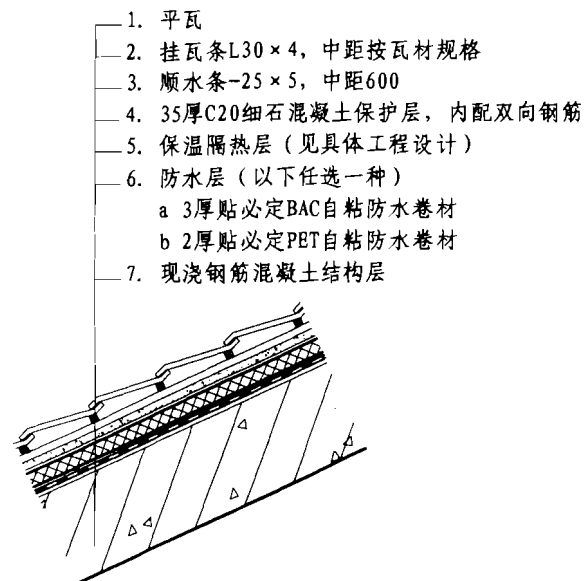 1. 平瓦
2. 挂瓦条L30×4, 中距按瓦材规格
3. 顺水条-25×5, 中距600
4. 35厚C20细石混凝土保护层, 内配双向钢筋
5. 保温隔热层（见具体工程设计）
6. 防水层（以下任选一种）
a 3厚贴必定BAC自粘防水卷材
b 2厚贴必定PET自粘防水卷材
7. 现浇钢筋混凝土结构层